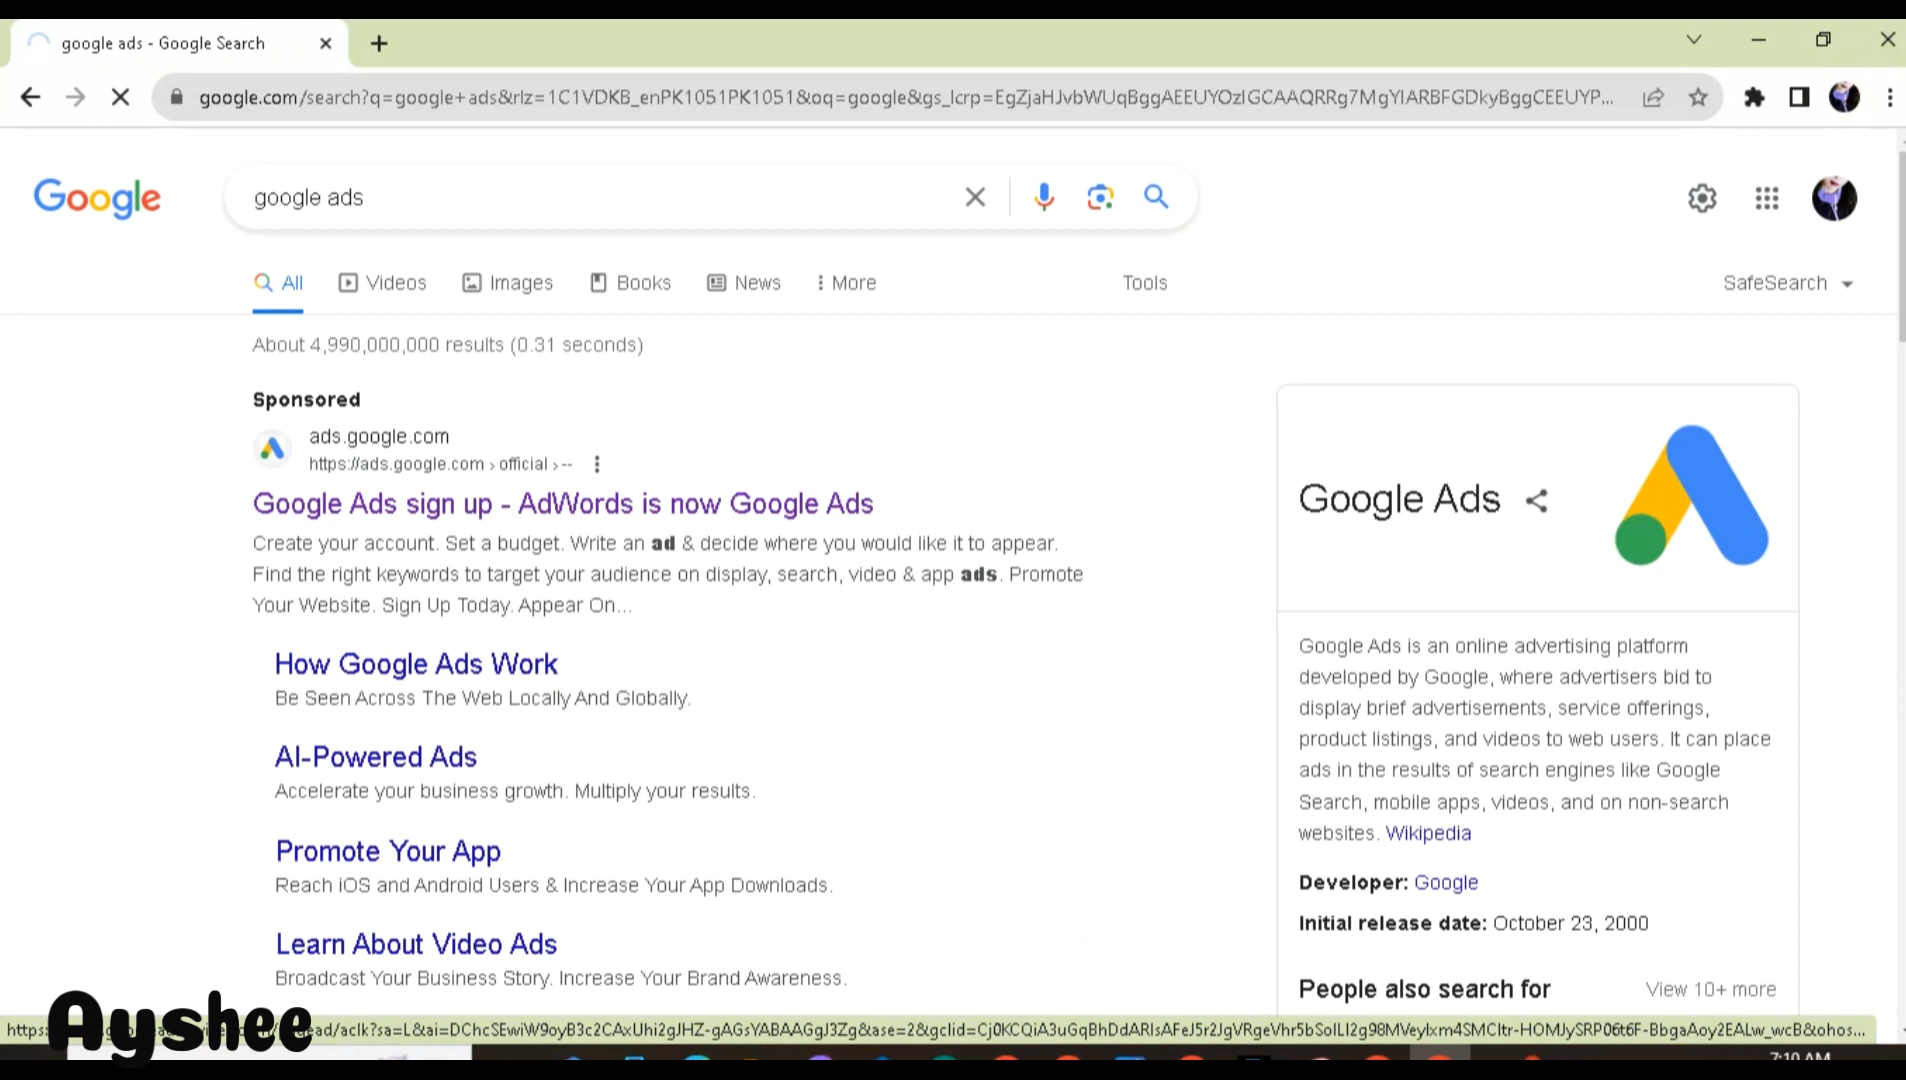 google ads - Google Search
google.com/search?q=google+ads&rlz=1C1VDKB_enPK1051PK1051&oq=google&gs_lcrp=EgZjaHJvbWUqBggAEEUYOzIGCAAQRRg7MgYIARBFGDkyBggCEEUYP...
Google
google ads
All Videos Images Books News More Tools SafeSearch
About 4,990,000,000 results (0.31 seconds)
Sponsored
ads.google.com
https://ads.google.com › official › --
Google Ads sign up - AdWords is now Google Ads
Create your account. Set a budget. Write an ad & decide where you would like it to appear.
Find the right keywords to target your audience on display, search, video & app ads. Promote
Your Website. Sign Up Today. Appear On...
How Google Ads Work
Be Seen Across The Web Locally And Globally.
AI-Powered Ads
Accelerate your business growth. Multiply your results.
Promote Your App
Reach iOS and Android Users & Increase Your App Downloads.
Learn About Video Ads
Broadcast Your Business Story. Increase Your Brand Awareness.
Google Ads
Google Ads is an online advertising platform
developed by Google, where advertisers bid to
display brief advertisements, service offerings,
product listings, and videos to web users. It can place
ads in the results of search engines like Google
Search, mobile apps, videos, and on non-search
websites. Wikipedia
Developer: Google
Initial release date: October 23, 2000
People also search for
View 10+ more
Ayshee
7:10 AM